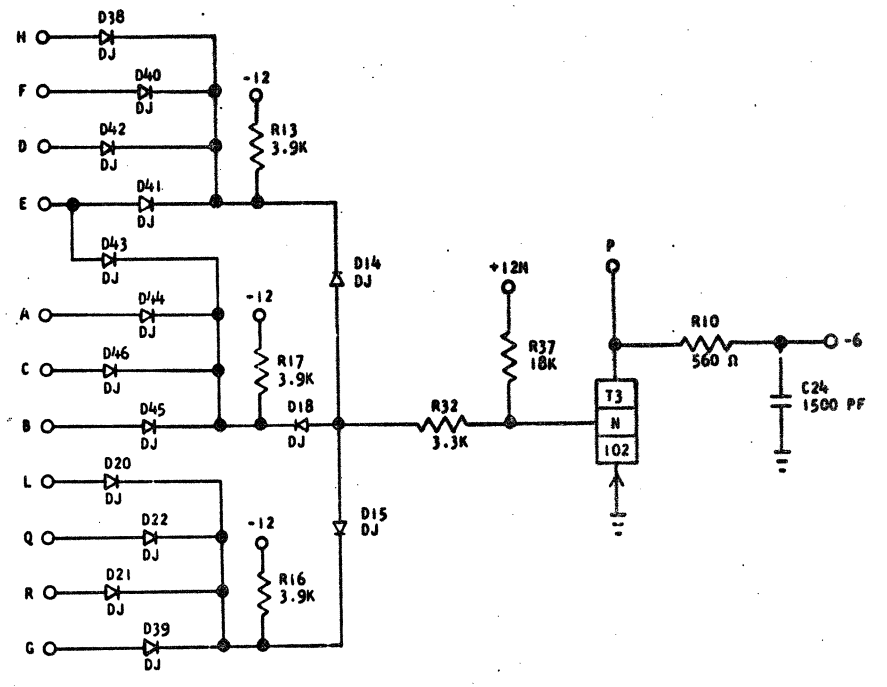 H
D38
DJ
F
D40
DJ
-12
R13
3.9K
D
D42
DJ
E
D41
DJ
D43
DJ
D14
DJ
P
+12M
A
D44
DJ
-12
R17
3.9K
R37
18K
R10
560 Ω
-6
C
D46
DJ
C24
1500 PF
B
D45
DJ
D18
DJ
R32
3.3K
T3
N
102
L
D20
DJ
Q
D22
DJ
-12
D15
DJ
R
D21
DJ
R16
3.9K
G
D39
DJ